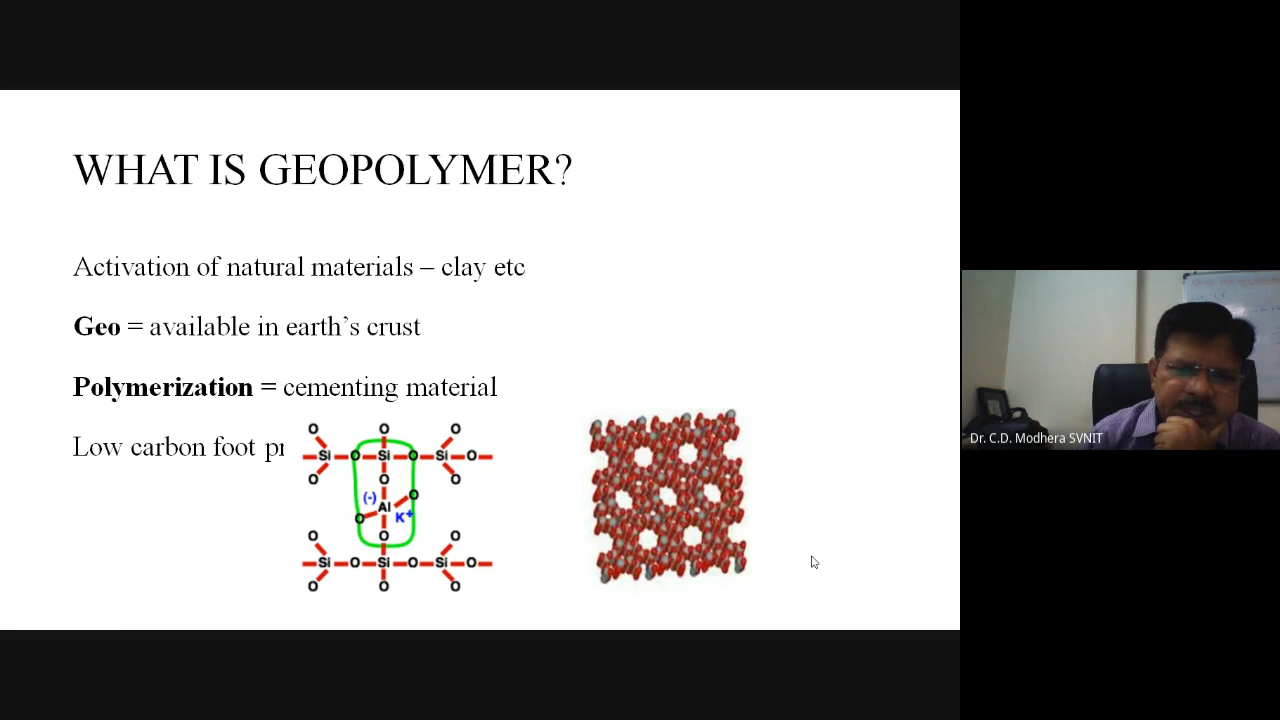 WHAT IS GEOPOLYMER?
Activation of natural materials – clay etc
Geo = available in earth's crust
Polymerization = cementing material
Low carbon foot pr
O O O
Si O Si O Si O
O O O
(-) Al O
O K+
O O O
Si O Si O Si O
O O O
Dr. C.D. Modhera SVNIT